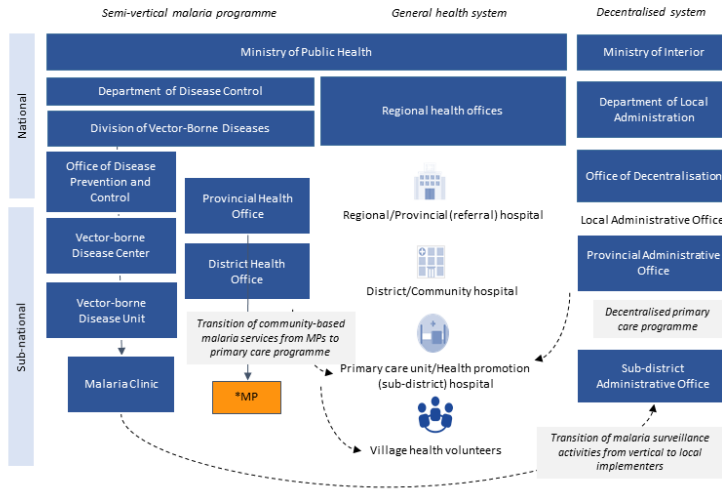 Semi-vertical malaria programme
General health system
Decentralised system
National
Sub-national
Ministry of Public Health
Ministry of Interior
Department of Disease Control
Regional health offices
Department of Local
Administration
Division of Vector-Borne Diseases
Office of Disease
Prevention and
Control
Provincial Health
Office
Office of Decentralisation
Regional/Provincial (referral) hospital
Local Administrative Office
Vector-borne
Disease Center
District Health
Office
District/Community hospital
Provincial Administrative
Office
Vector-borne
Disease Unit
Transition of community-based
malaria services from MPs to
primary care programme
Decentralised primary
care programme
Malaria Clinic
*MP
Primary care unit/Health promotion
(sub-district) hospital
Sub-district
Administrative Office
Village health volunteers
Transition of malaria surveillance
activities from vertical to local
implementers